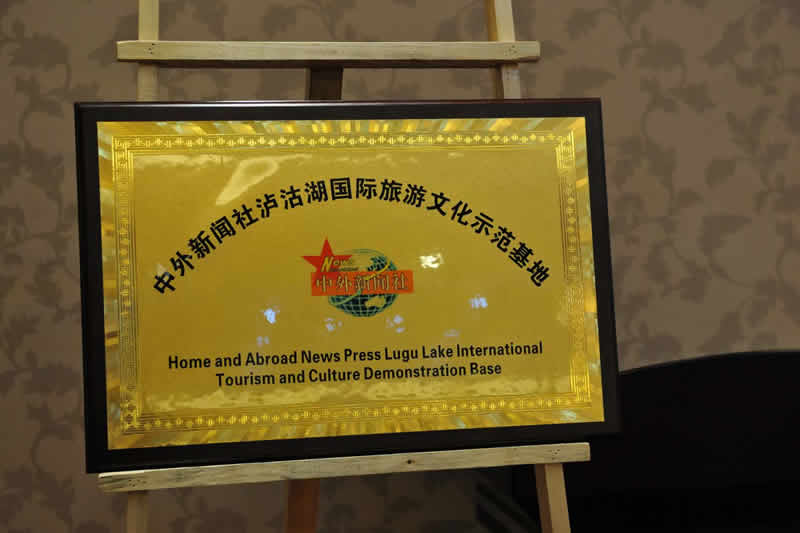 中外新闻社泸沽湖国际旅游文化示范基地
News
中外新闻社
Home and Abroad News Press Lugu Lake International
Tourism and Culture Demonstration Base